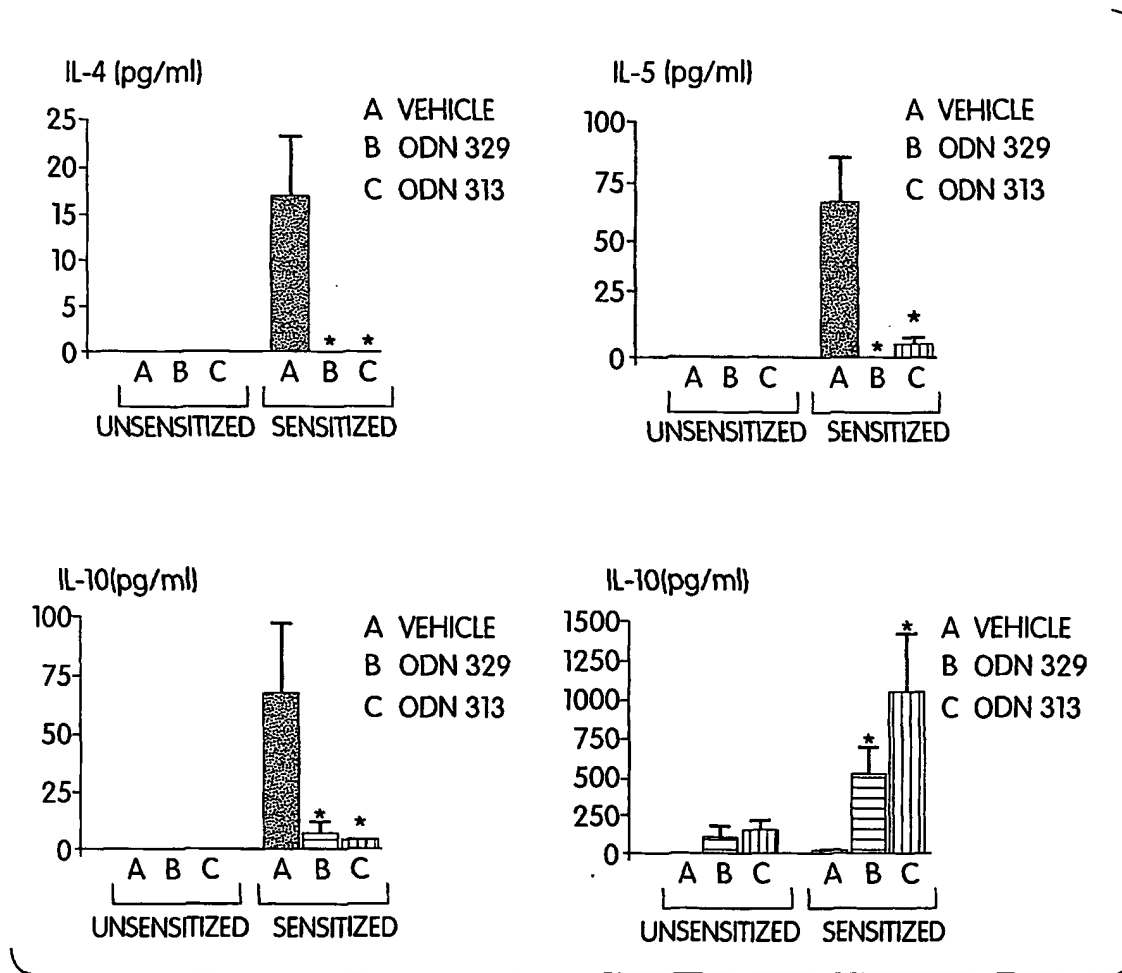 IL-4 (pg/ml)
A VEHICLE
B ODN 329
C ODN 313
25
20
15
10
5
0
* *
A B C A B C
UNSENSITIZED SENSITIZED
IL-5 (pg/ml)
A VEHICLE
B ODN 329
C ODN 313
100
75
50
25
0
* *
A B C A B C
UNSENSITIZED SENSITIZED
IL-10(pg/ml)
A VEHICLE
B ODN 329
C ODN 313
100
75
50
25
0
* *
A B C A B C
UNSENSITIZED SENSITIZED
IL-10(pg/ml)
A VEHICLE
B ODN 329
C ODN 313
1500
1250
1000
750
500
250
0
* *
A B C A B C
UNSENSITIZED SENSITIZED